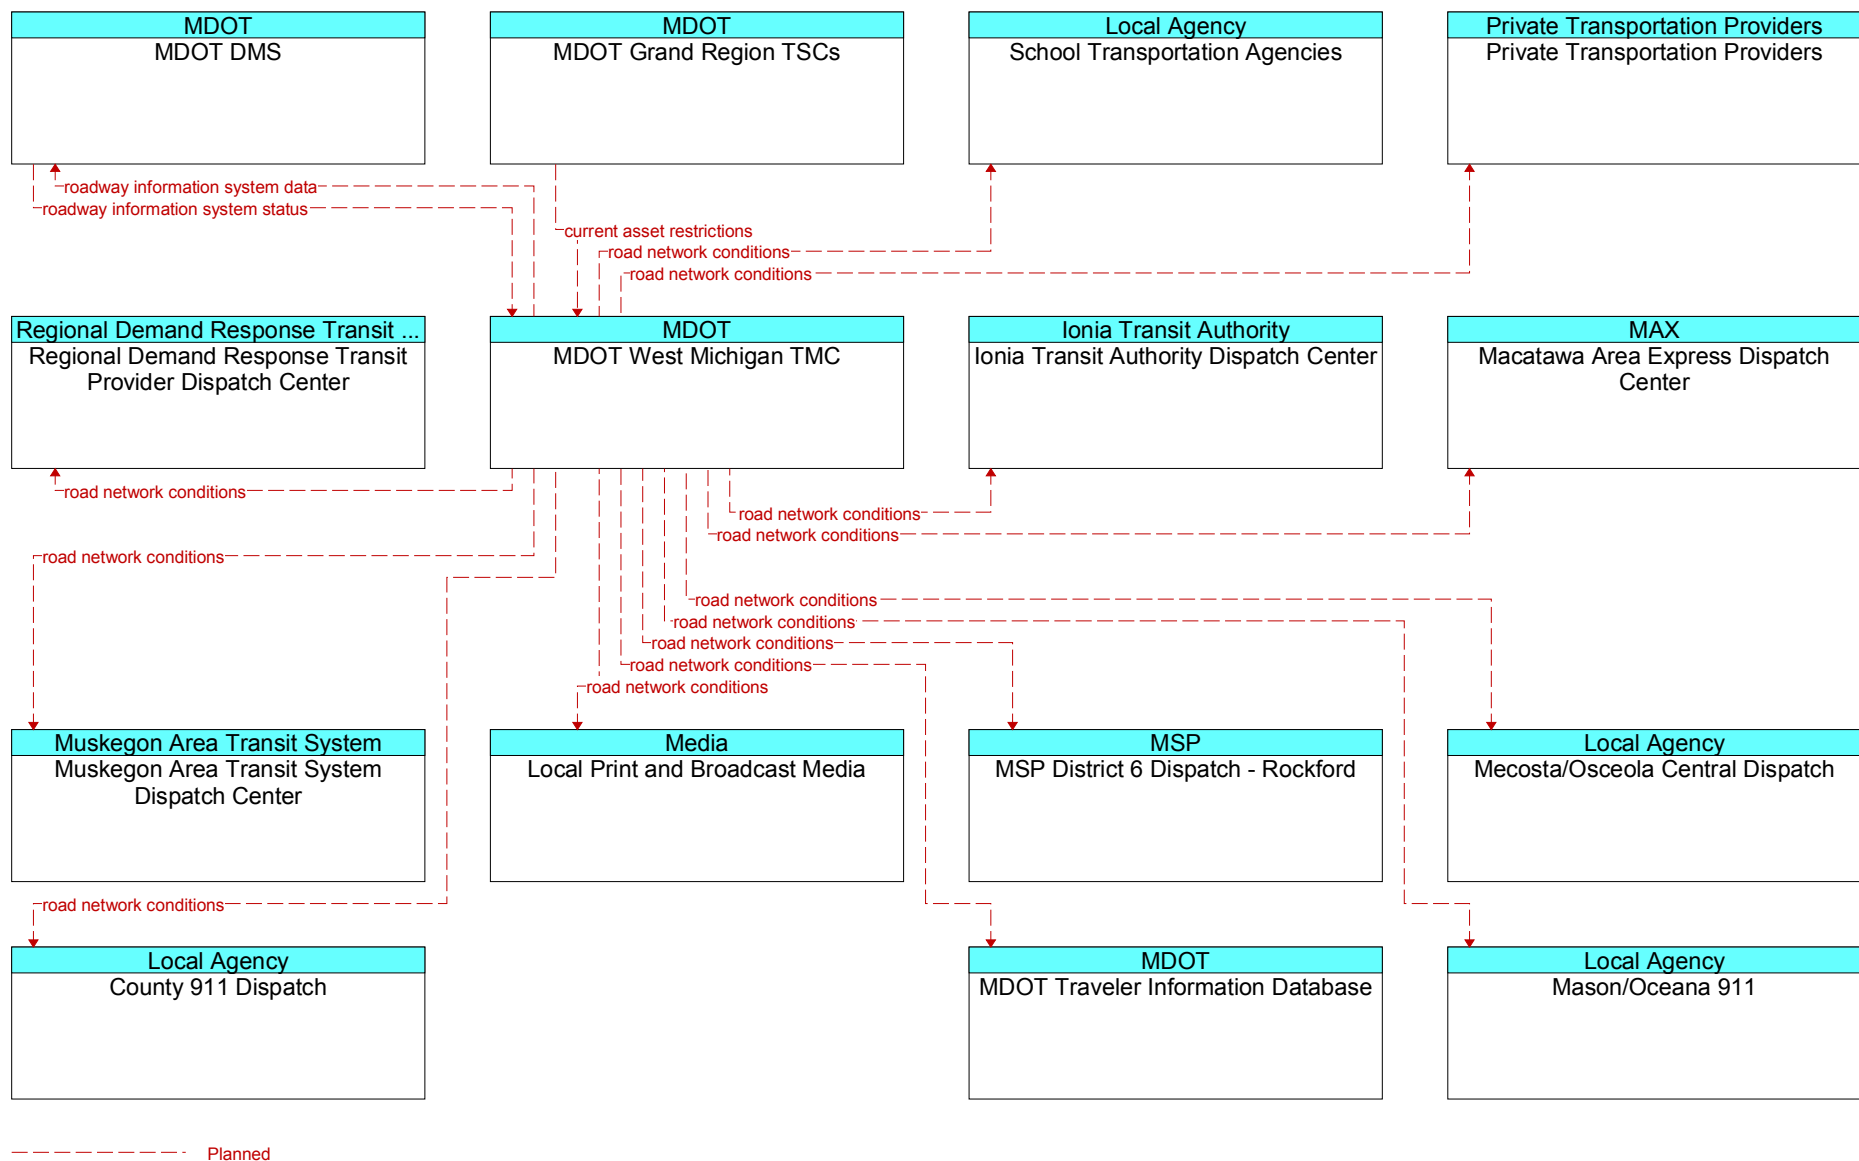 MDOT
MDOT DMS
MDOT
MDOT Grand Region TSCs
Local Agency
School Transportation Agencies
Private Transportation Providers
Private Transportation Providers
roadway information system data
roadway information system status
current asset restrictions
road network conditions
road network conditions
Regional Demand Response Transit ...
Regional Demand Response Transit
Provider Dispatch Center
MDOT
MDOT West Michigan TMC
Ionia Transit Authority
Ionia Transit Authority Dispatch Center
MAX
Macatawa Area Express Dispatch
Center
road network conditions
road network conditions
road network conditions
road network conditions
road network conditions
road network conditions
road network conditions
road network conditions
road network conditions
Muskegon Area Transit System
Muskegon Area Transit System
Dispatch Center
Media
Local Print and Broadcast Media
MSP
MSP District 6 Dispatch - Rockford
Local Agency
Mecosta/Osceola Central Dispatch
road network conditions
Local Agency
County 911 Dispatch
MDOT
MDOT Traveler Information Database
Local Agency
Mason/Oceana 911
Planned